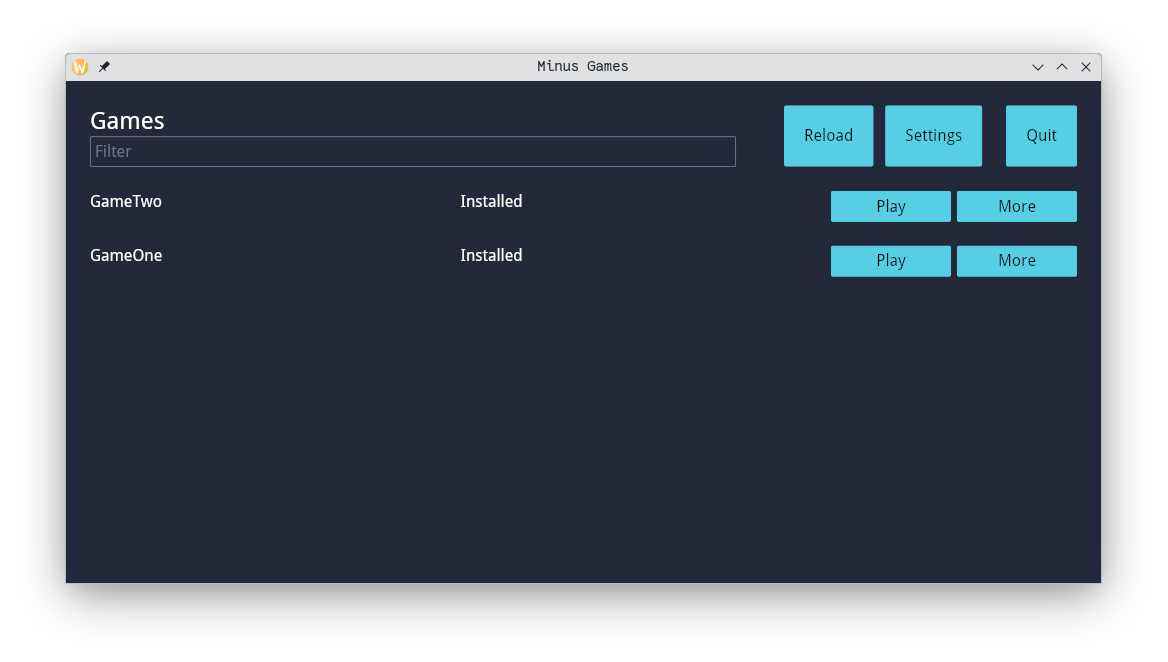 Minus Games
Games
Filter
Reload Settings Quit
GameTwo Installed Play More
GameOne Installed Play More